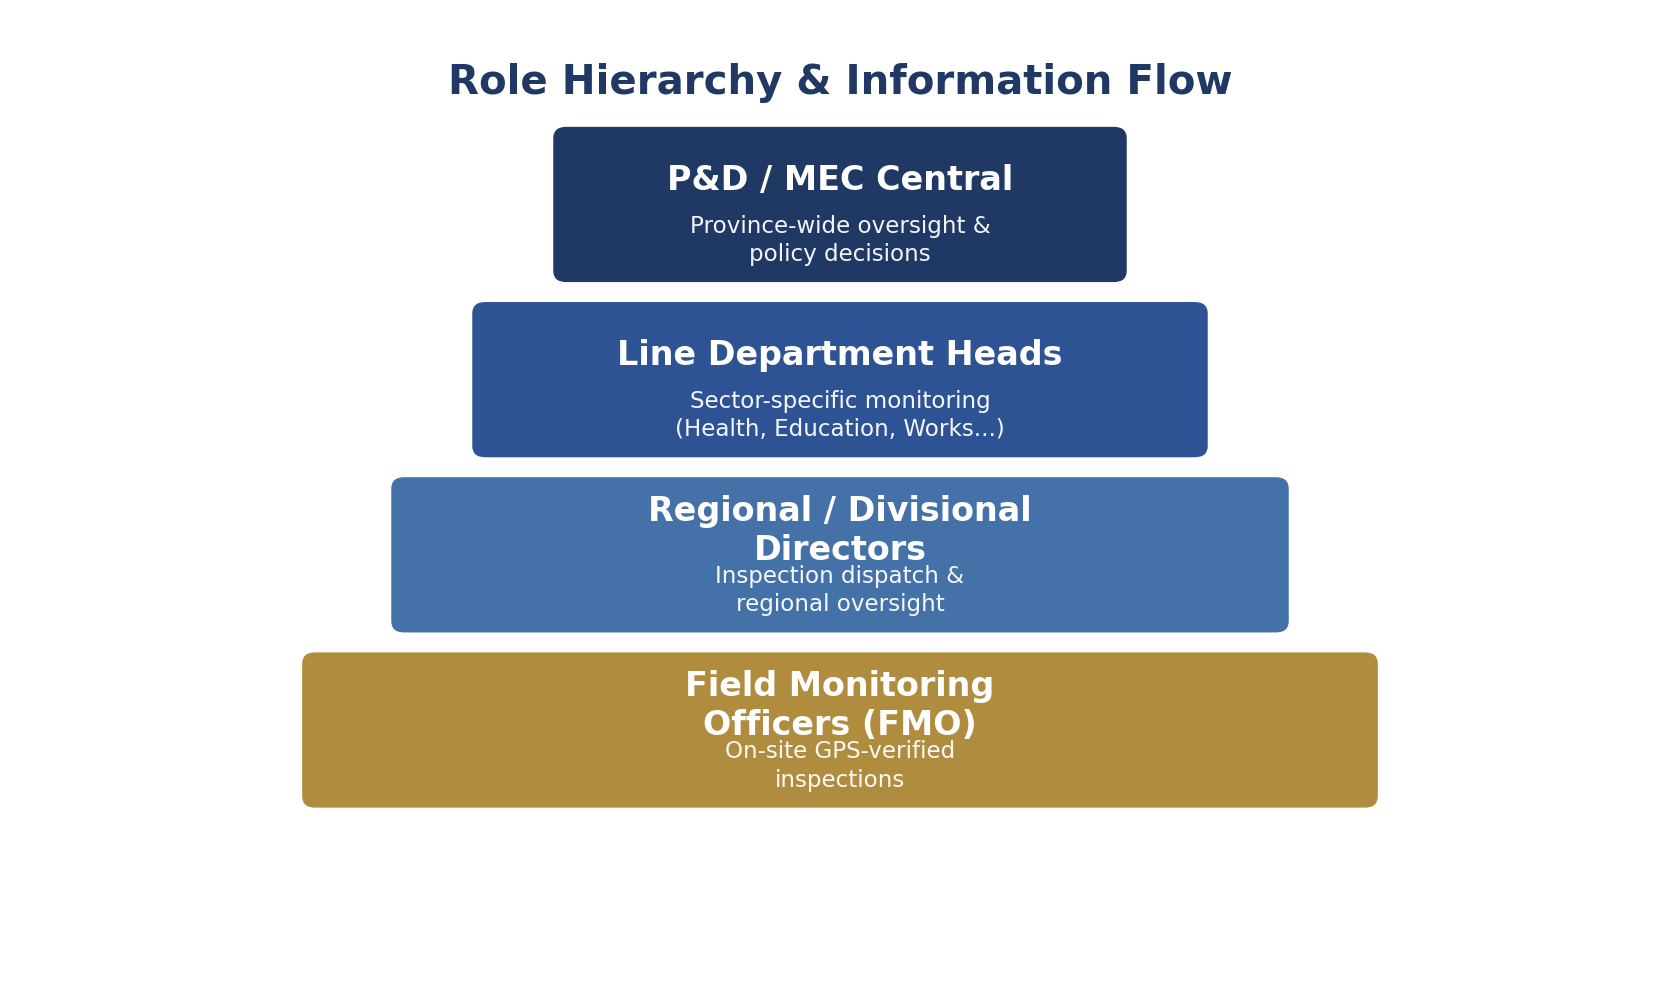 Role Hierarchy & Information Flow
P&D / MEC Central
Province-wide oversight &
policy decisions
Line Department Heads
Sector-specific monitoring
(Health, Education, Works...)
Regional / Divisional
Directors
Inspection dispatch &
regional oversight
Field Monitoring
Officers (FMO)
On-site GPS-verified
inspections